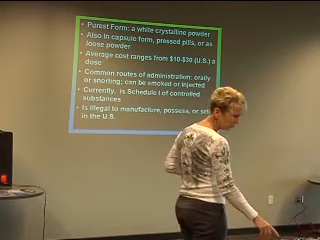 • Purest Form: a white crystalline powder
• Also in capsule form, pressed pills, or as
loose powder
• Average cost ranges from $10-$30 (U.S.) a
dose
• Common routes of administration: orally
or snorting; can be smoked or injected
• Currently, is Schedule I of controlled
substances
• Is illegal to manufacture, possess, or sell
in the U.S.